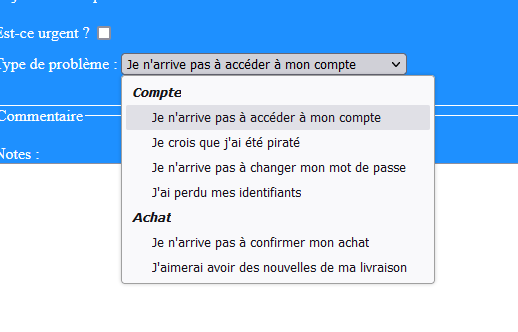 Est-ce urgent ?
Type de problème : Je n'arrive pas à accéder à mon compte
Compte
Je n'arrive pas à accéder à mon compte
Je crois que j'ai été piraté
Je n'arrive pas à changer mon mot de passe
J'ai perdu mes identifiants
Achat
Je n'arrive pas à confirmer mon achat
J'aimerai avoir des nouvelles de ma livraison
Commentaire
Notes :